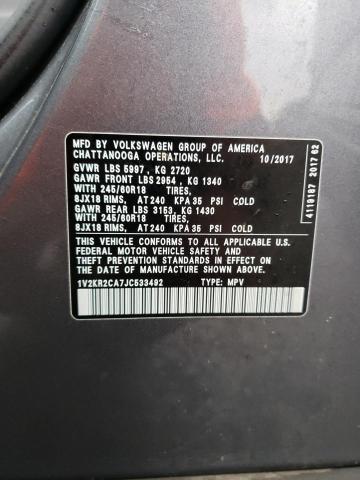 MFD BY VOLKSWAGEN GROUP OF AMERICA
CHATTANOOGA OPERATIONS, LLC. 10/2017
GVWR LBS 5997 , KG 2720
GAWR FRONT LBS 2954 , KG 1340
WITH 245/60R18 TIRES,
8JX18 RIMS, AT 240 KPA 35 PSI COLD
GAWR REAR LBS 3153, KG 1430
WITH 245/60R18 TIRES,
8JX18 RIMS, AT 240 KPA 35 PSI COLD
THIS VEHICLE CONFORMS TO ALL APPLICABLE U.S.
FEDERAL MOTOR VEHICLE SAFETY, BUMPER AND
THEFT PREVENTION STANDARDS IN EFFECT ON
THE DATE OF MANUFACTURE SHOWN ABOVE.
1V2KR2CA7JC533492 TYPE: MPV
4119187 2017 62